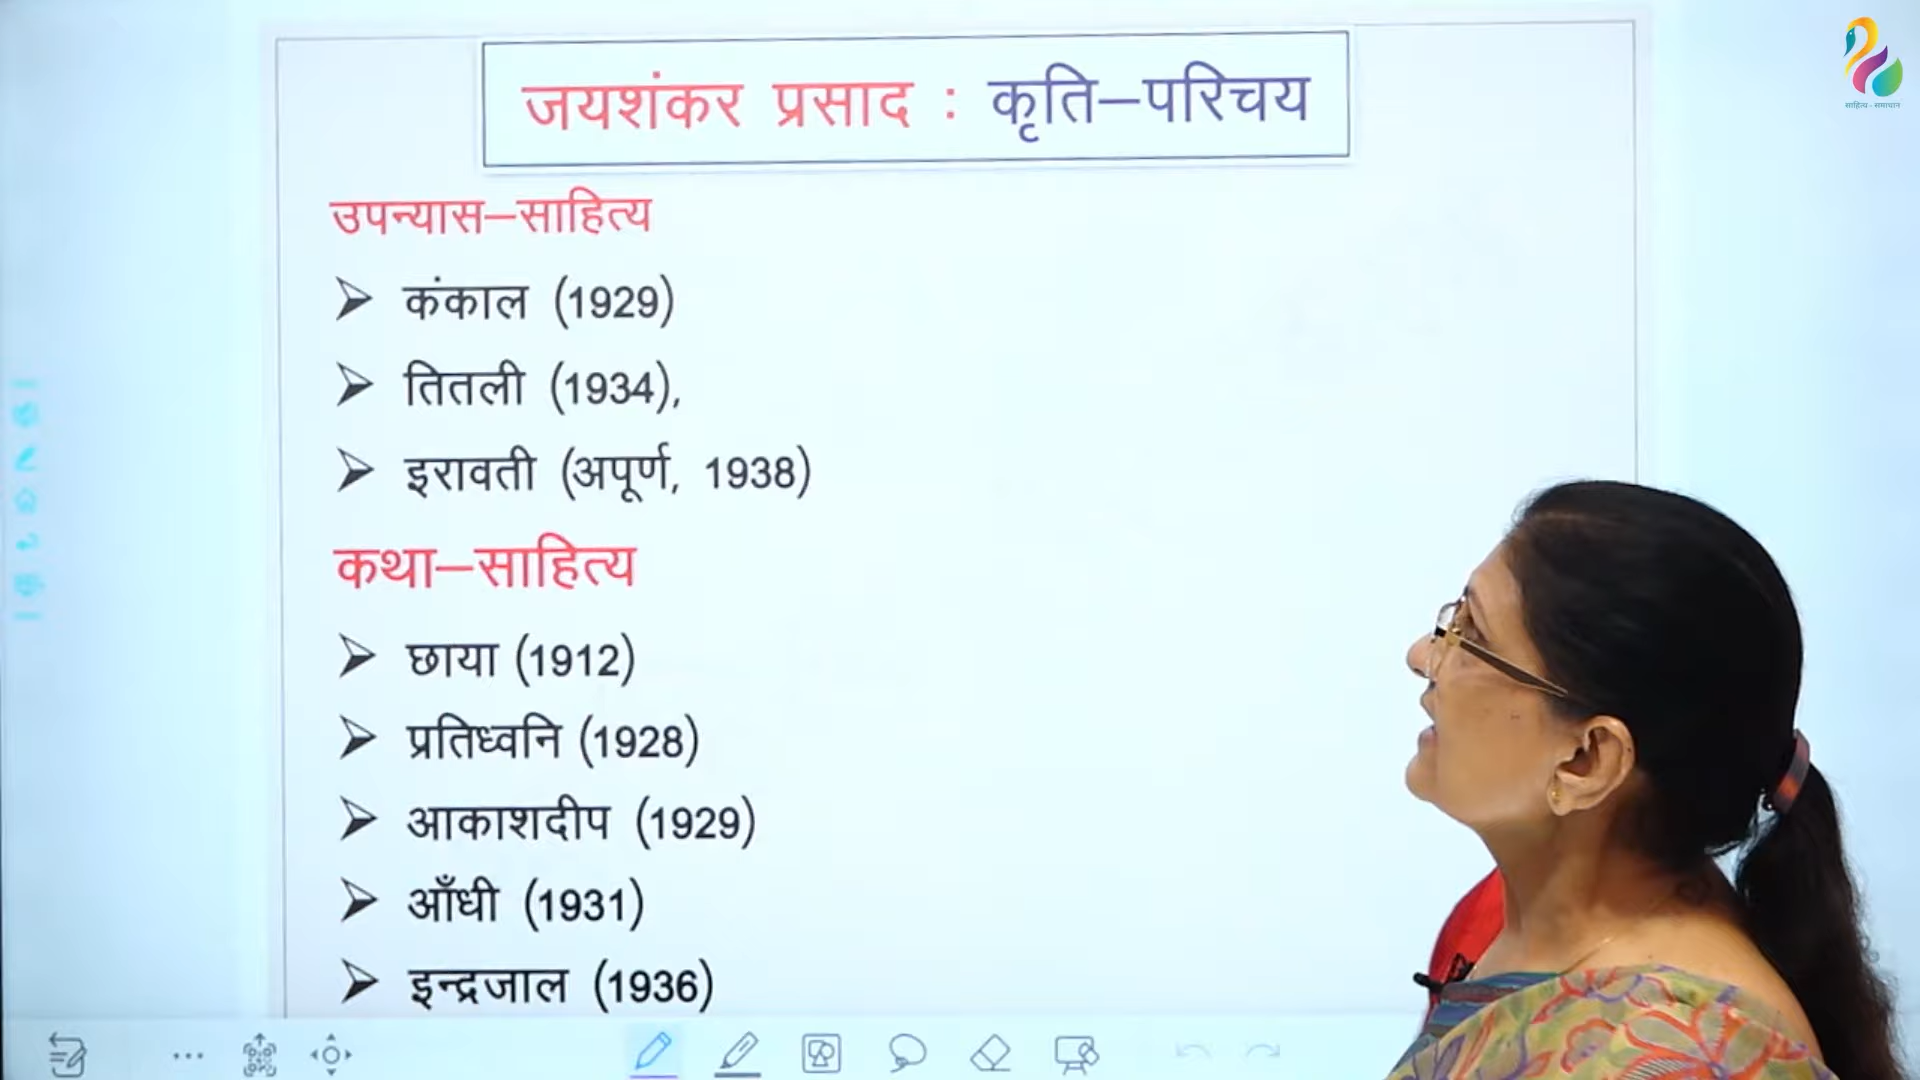 जयशंकर प्रसाद : कृति–परिचय
साहित्य - समाधान
उपन्यास–साहित्य
➢ कंकाल (1929)
➢ तितली (1934),
➢ इरावती (अपूर्ण, 1938)
कथा–साहित्य
➢ छाया (1912)
➢ प्रतिध्वनि (1928)
➢ आकाशदीप (1929)
➢ आँधी (1931)
➢ इन्द्रजाल (1936)